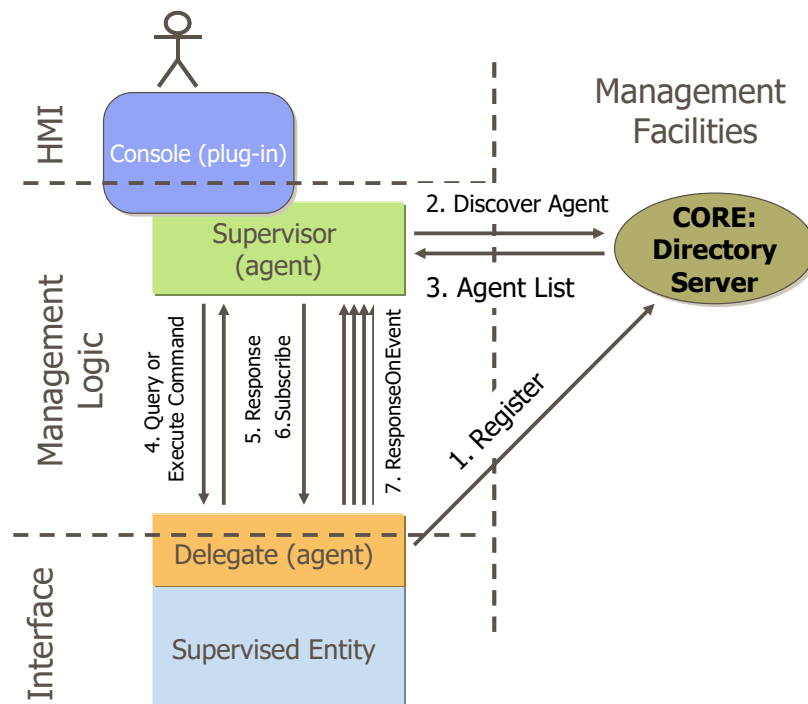 Management
Facilities
HMI
Console (plug-in)
2. Discover Agent
CORE:
Directory
Server
Supervisor
(agent)
3. Agent List
Management
Logic
4. Query or
Execute Command
5. Response
6.Subscribe
7. ResponseOnEvent
1. Register
Delegate (agent)
Interface
Supervised Entity